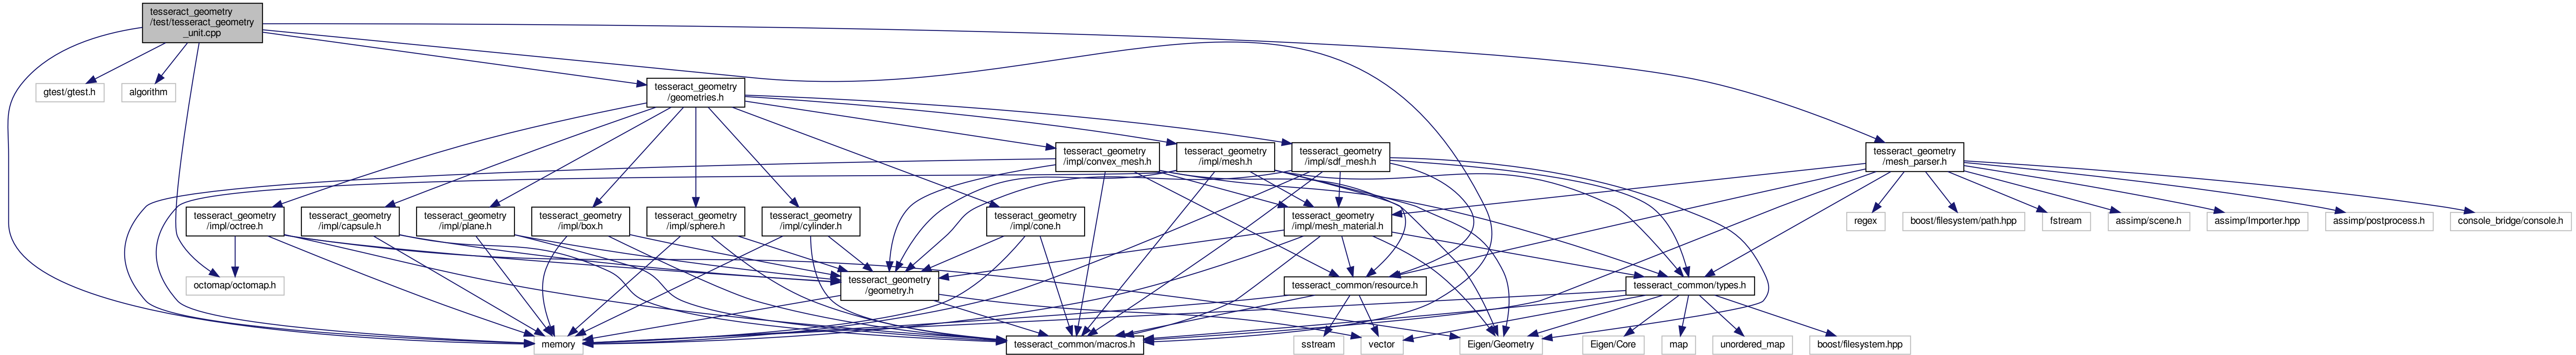 tesseract_geometry
/test/tesseract_geometry
_unit.cpp
gtest/gtest.h
algorithm
tesseract_geometry
/geometries.h
tesseract_geometry
/impl/convex_mesh.h
tesseract_geometry
/impl/mesh.h
tesseract_geometry
/impl/sdf_mesh.h
tesseract_geometry
/mesh_parser.h
tesseract_geometry
/impl/octree.h
tesseract_geometry
/impl/capsule.h
tesseract_geometry
/impl/plane.h
tesseract_geometry
/impl/box.h
tesseract_geometry
/impl/sphere.h
tesseract_geometry
/impl/cylinder.h
tesseract_geometry
/impl/cone.h
tesseract_geometry
/impl/mesh_material.h
regex
boost/filesystem/path.hpp
fstream
assimp/scene.h
assimp/Importer.hpp
assimp/postprocess.h
console_bridge/console.h
octomap/octomap.h
tesseract_geometry
/geometry.h
tesseract_common/resource.h
tesseract_common/types.h
memory
tesseract_common/macros.h
sstream
vector
Eigen/Geometry
Eigen/Core
map
unordered_map
boost/filesystem.hpp